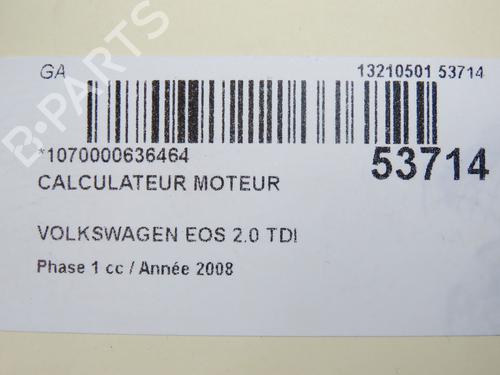 GA
13210501 53714
*1070000636464
53714
CALCULATEUR MOTEUR
VOLKSWAGEN EOS 2.0 TDI
Phase 1 cc / Année 2008
B-PARTS